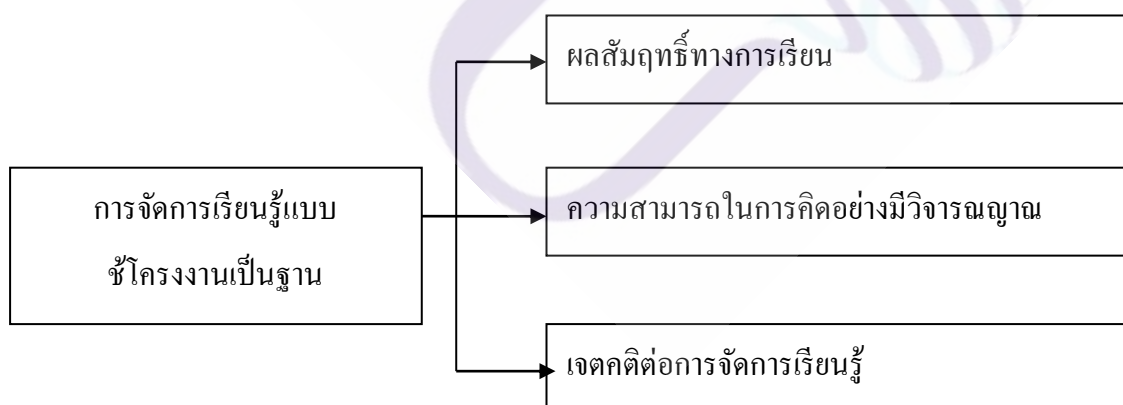 ผลสัมฤทธิ์ทางการเรียน
การจัดการเรียนรู้แบบ
ช้โครงงานเป็นฐาน
ความสามารถในการคิดอย่างมีวิจารณญาณ
เจตคติต่อการจัดการเรียนรู้